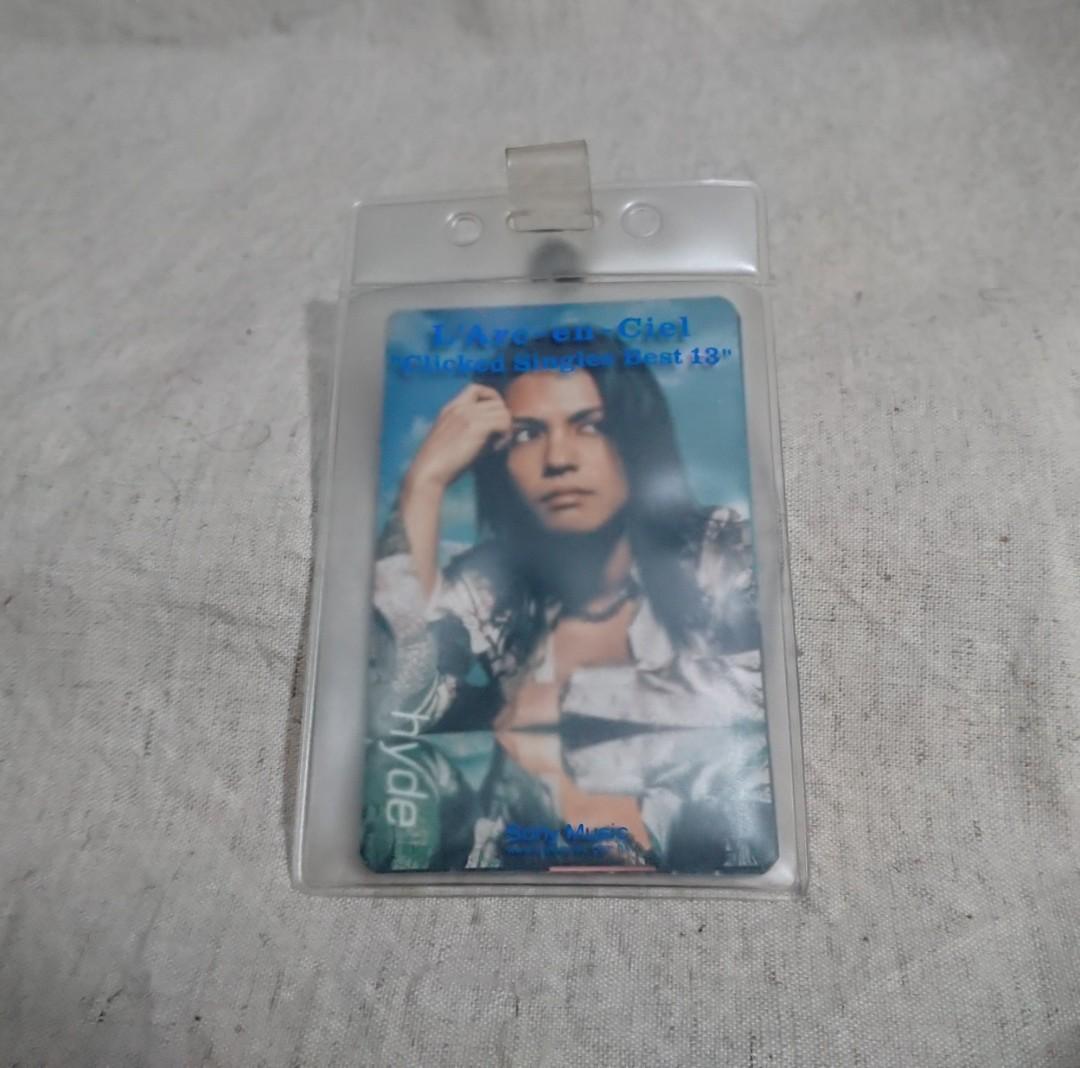 L'Arc-en-Ciel
"Clicked Singles Best 13"
hyde
Sony Music